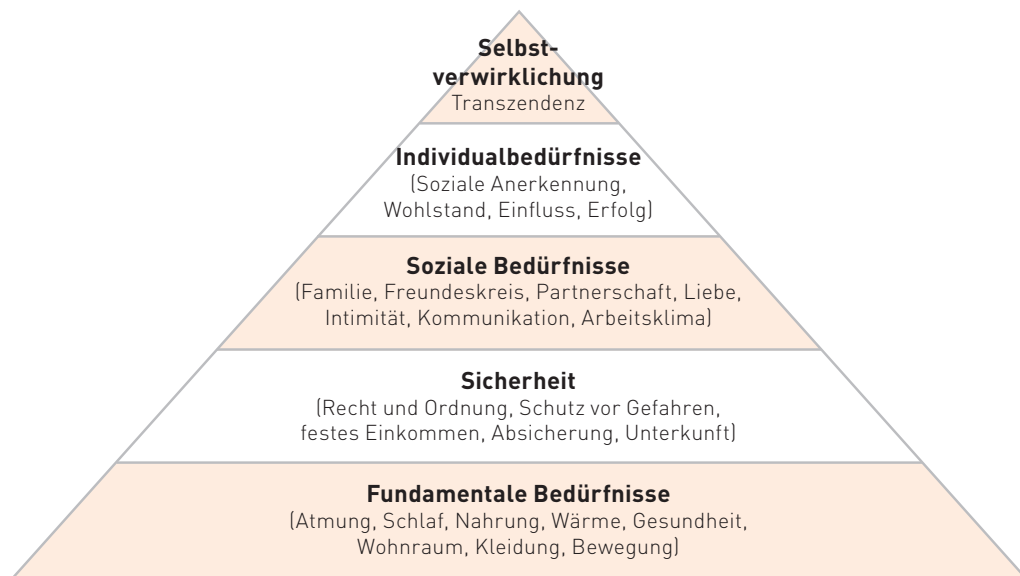 Selbst-
verwirklichung
Transzendenz
Individualbedürfnisse
(Soziale Anerkennung,
Wohlstand, Einfluss, Erfolg)
Soziale Bedürfnisse
(Familie, Freundeskreis, Partnerschaft, Liebe,
Intimität, Kommunikation, Arbeitsklima)
Sicherheit
(Recht und Ordnung, Schutz vor Gefahren,
festes Einkommen, Absicherung, Unterkunft)
Fundamentale Bedürfnisse
(Atmung, Schlaf, Nahrung, Wärme, Gesundheit,
Wohnraum, Kleidung, Bewegung)